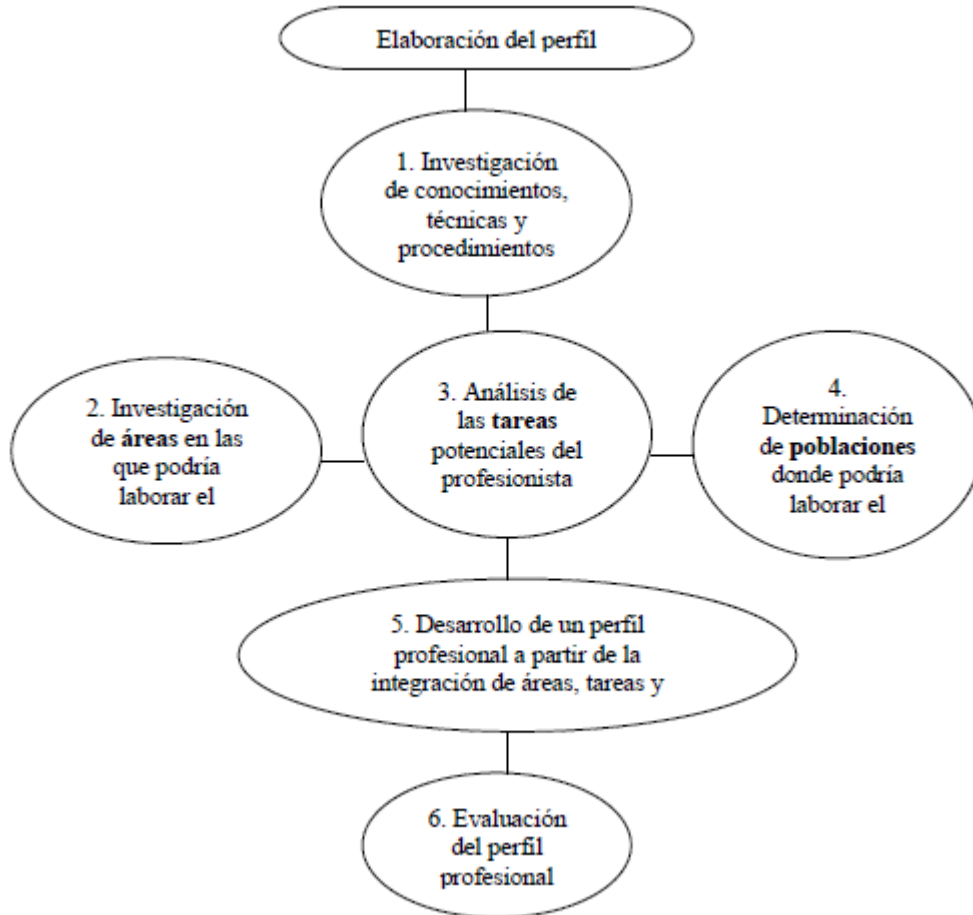 Elaboración del perfil
1. Investigación
de conocimientos,
técnicas y
procedimientos
2. Investigación
de áreas en las
que podría
laborar el
3. Análisis de
las tareas
potenciales del
profesionista
4.
Determinación
de poblaciones
donde podría
laborar el
5. Desarrollo de un perfil
profesional a partir de la
integración de áreas, tareas y
6. Evaluación
del perfil
profesional